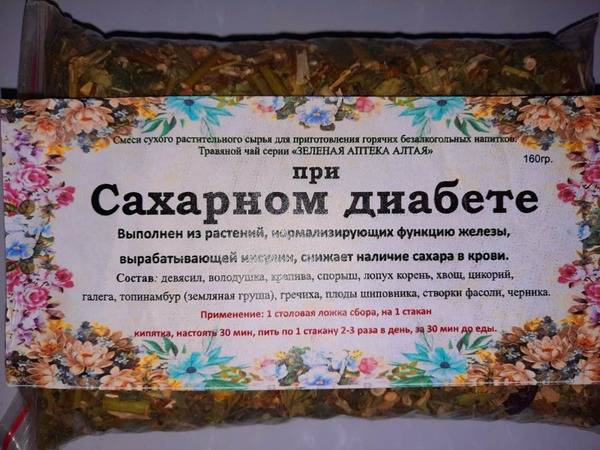 Смеси сухого растительного сырья для приготовления горячих безалкогольных напитков.
Травяной чай серии «ЗЕЛЕНАЯ АПТЕКА АЛТАЯ»
160гр.
при
Сахарном диабете
Выполнен из растений, нормализирующих функцию железы,
вырабатывающей инсулин, снижает наличие сахара в крови.
Состав: девясил, володушка, крапива, спорыш, лопух корень, хвощ, цикорий,
галега, топинамбур (земляная груша), гречиха, плоды шиповника, створки фасоли, черника.
Применение: 1 столовая ложка сбора, на 1 стакан
кипятка, настоять 30 мин, пить по 1 стакану 2-3 раза в день, за 30 мин до еды.